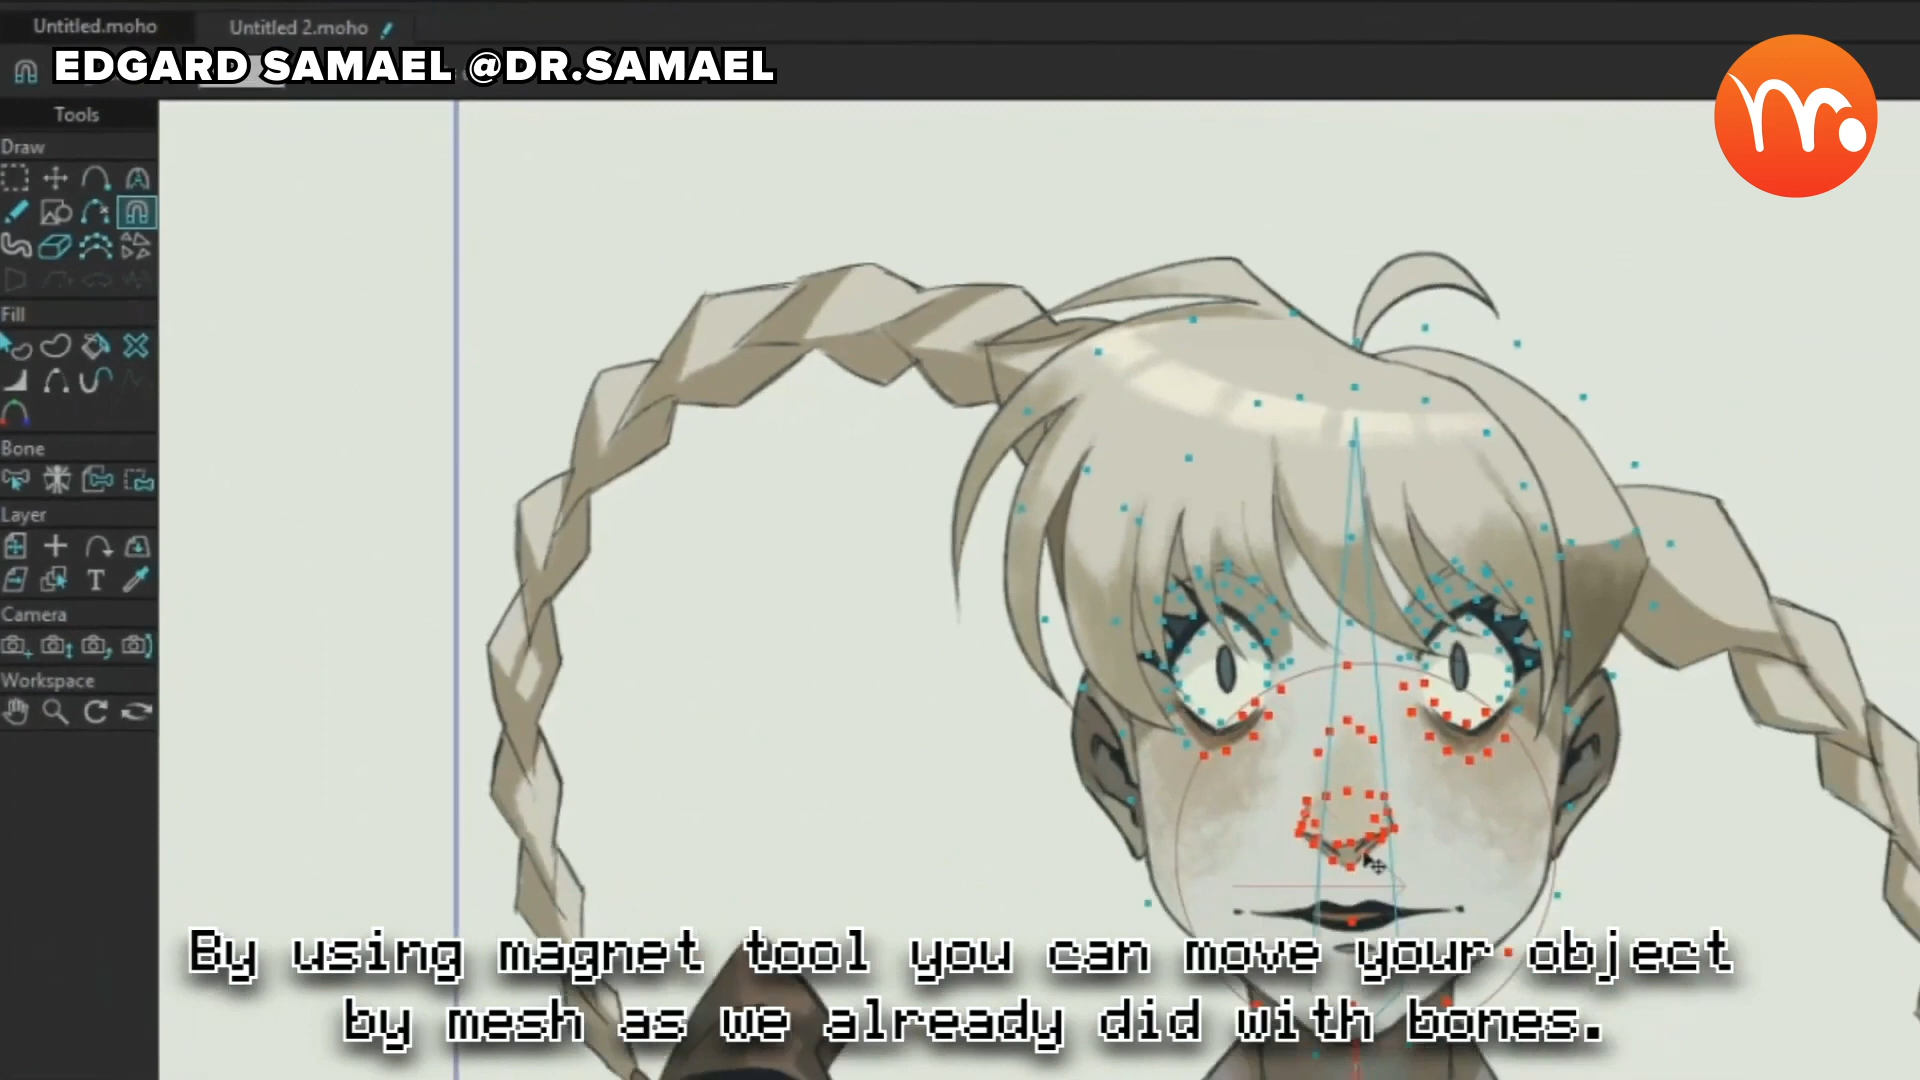 Untitled.moho
Untitled 2.moho
EDGARD SAMAEL @DR.SAMAEL
Tools
Draw
Fill
Bone
Layer
T
Camera
Workspace
By using magnet tool you can move your object
by mesh as we already did with bones.